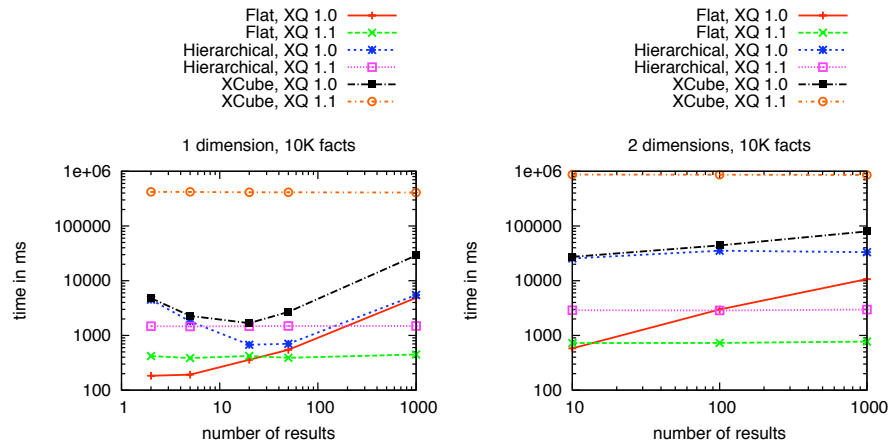 Flat, XQ 1.0
Flat, XQ 1.1
Hierarchical, XQ 1.0
Hierarchical, XQ 1.1
XCube, XQ 1.0
XCube, XQ 1.1
1 dimension, 10K facts
time in ms
1e+06
100000
10000
1000
100
1 10 100 1000
number of results
Flat, XQ 1.0
Flat, XQ 1.1
Hierarchical, XQ 1.0
Hierarchical, XQ 1.1
XCube, XQ 1.0
XCube, XQ 1.1
2 dimensions, 10K facts
time in ms
1e+06
100000
10000
1000
100
10 100 1000
number of results